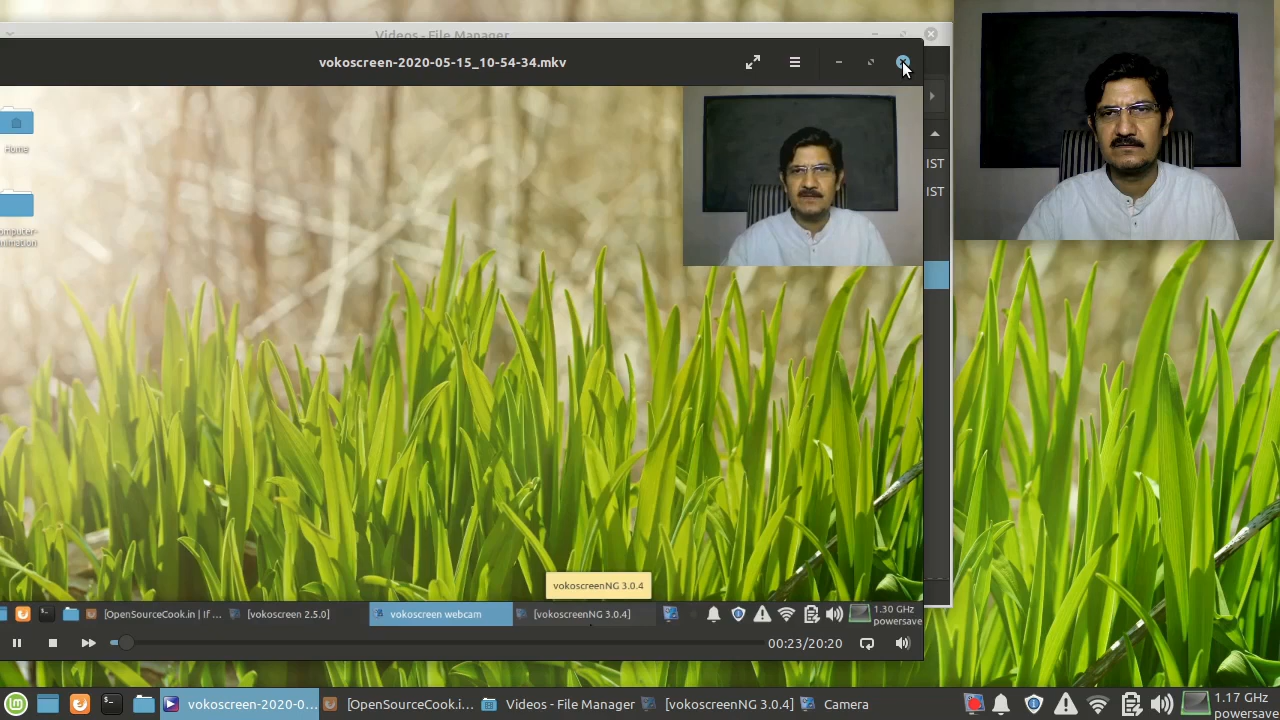 Videos - File Manager
vokoscreen-2020-05-15_10-54-34.mkv
Home
IST
IST
vokoscreenNG 3.0.4
[OpenSourceCook.in | If ...
[vokoscreen 2.5.0]
vokoscreen webcam
[vokoscreenNG 3.0.4]
1.30 GHz
powersave
00:23/20:20
vokoscreen-2020-0...
[OpenSourceCook.i...
Videos - File Manager
[vokoscreenNG 3.0.4]
Camera
1.17 GHz
powersave